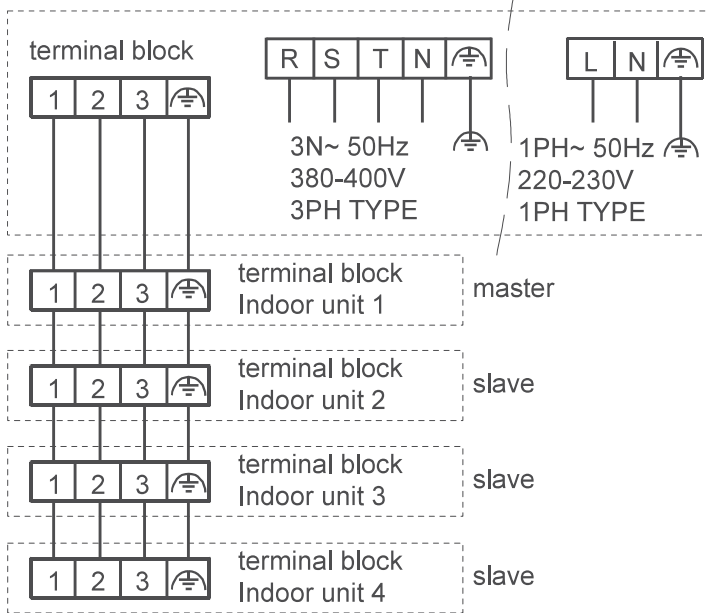 terminal block
1 2 3
R S T N
3N~ 50Hz
380-400V
3PH TYPE
L N
1PH~ 50Hz
220-230V
1PH TYPE
1 2 3
terminal block
Indoor unit 1
master
1 2 3
terminal block
Indoor unit 2
slave
1 2 3
terminal block
Indoor unit 3
slave
1 2 3
terminal block
Indoor unit 4
slave